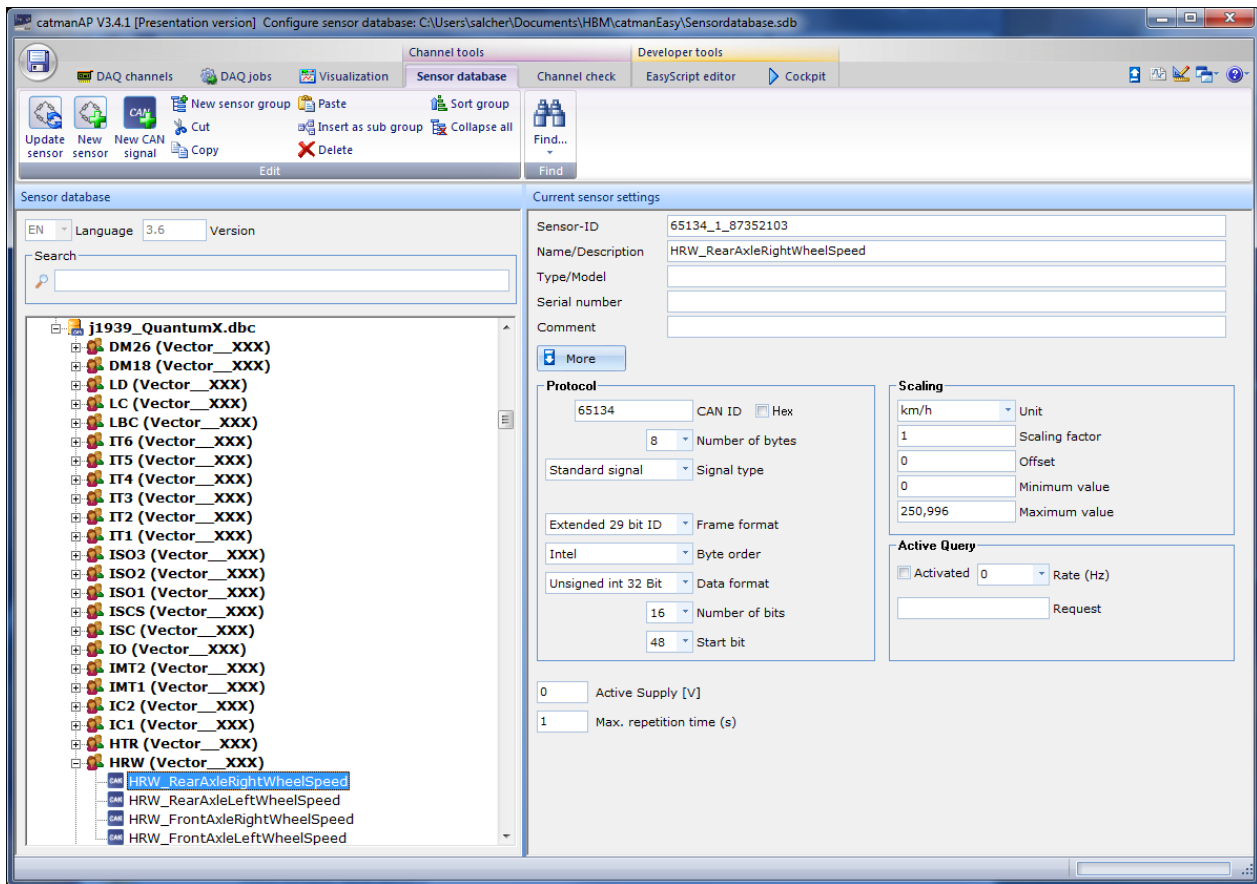 catmanAP V3.4.1 [Presentation version] Configure sensor database: C:\Users\salcher\Documents\HBM\catmanEasy\Sensordatabase.sdb
Channel tools
Developer tools
DAQ channels
DAQ jobs
Visualization
Sensor database
Channel check
EasyScript editor
Cockpit
Update sensor
New sensor
CAN
New CAN signal
New sensor group
Cut
Copy
Paste
Insert as sub group
Delete
Sort group
Collapse all
Find...
Edit
Find
Sensor database
EN
Language
3.6
Version
Search
j1939_QuantumX.dbc
DM26 (Vector__XXX)
DM18 (Vector__XXX)
LD (Vector__XXX)
LC (Vector__XXX)
LBC (Vector__XXX)
IT6 (Vector__XXX)
IT5 (Vector__XXX)
IT4 (Vector__XXX)
IT3 (Vector__XXX)
IT2 (Vector__XXX)
IT1 (Vector__XXX)
ISO3 (Vector__XXX)
ISO2 (Vector__XXX)
ISO1 (Vector__XXX)
ISCS (Vector__XXX)
ISC (Vector__XXX)
IO (Vector__XXX)
IMT2 (Vector__XXX)
IMT1 (Vector__XXX)
IC2 (Vector__XXX)
IC1 (Vector__XXX)
HTR (Vector__XXX)
HRW (Vector__XXX)
CAN HRW_RearAxleRightWheelSpeed
CAN HRW_RearAxleLeftWheelSpeed
CAN HRW_FrontAxleRightWheelSpeed
CAN HRW_FrontAxleLeftWheelSpeed
Current sensor settings
Sensor-ID 65134_1_87352103
Name/Description HRW_RearAxleRightWheelSpeed
Type/Model
Serial number
Comment
More
Protocol
65134 CAN ID Hex
8 Number of bytes
Standard signal Signal type
Extended 29 bit ID Frame format
Intel Byte order
Unsigned int 32 Bit Data format
16 Number of bits
48 Start bit
Scaling
km/h Unit
1 Scaling factor
0 Offset
0 Minimum value
250,996 Maximum value
Active Query
Activated 0 Rate (Hz)
Request
0 Active Supply [V]
1 Max. repetition time (s)